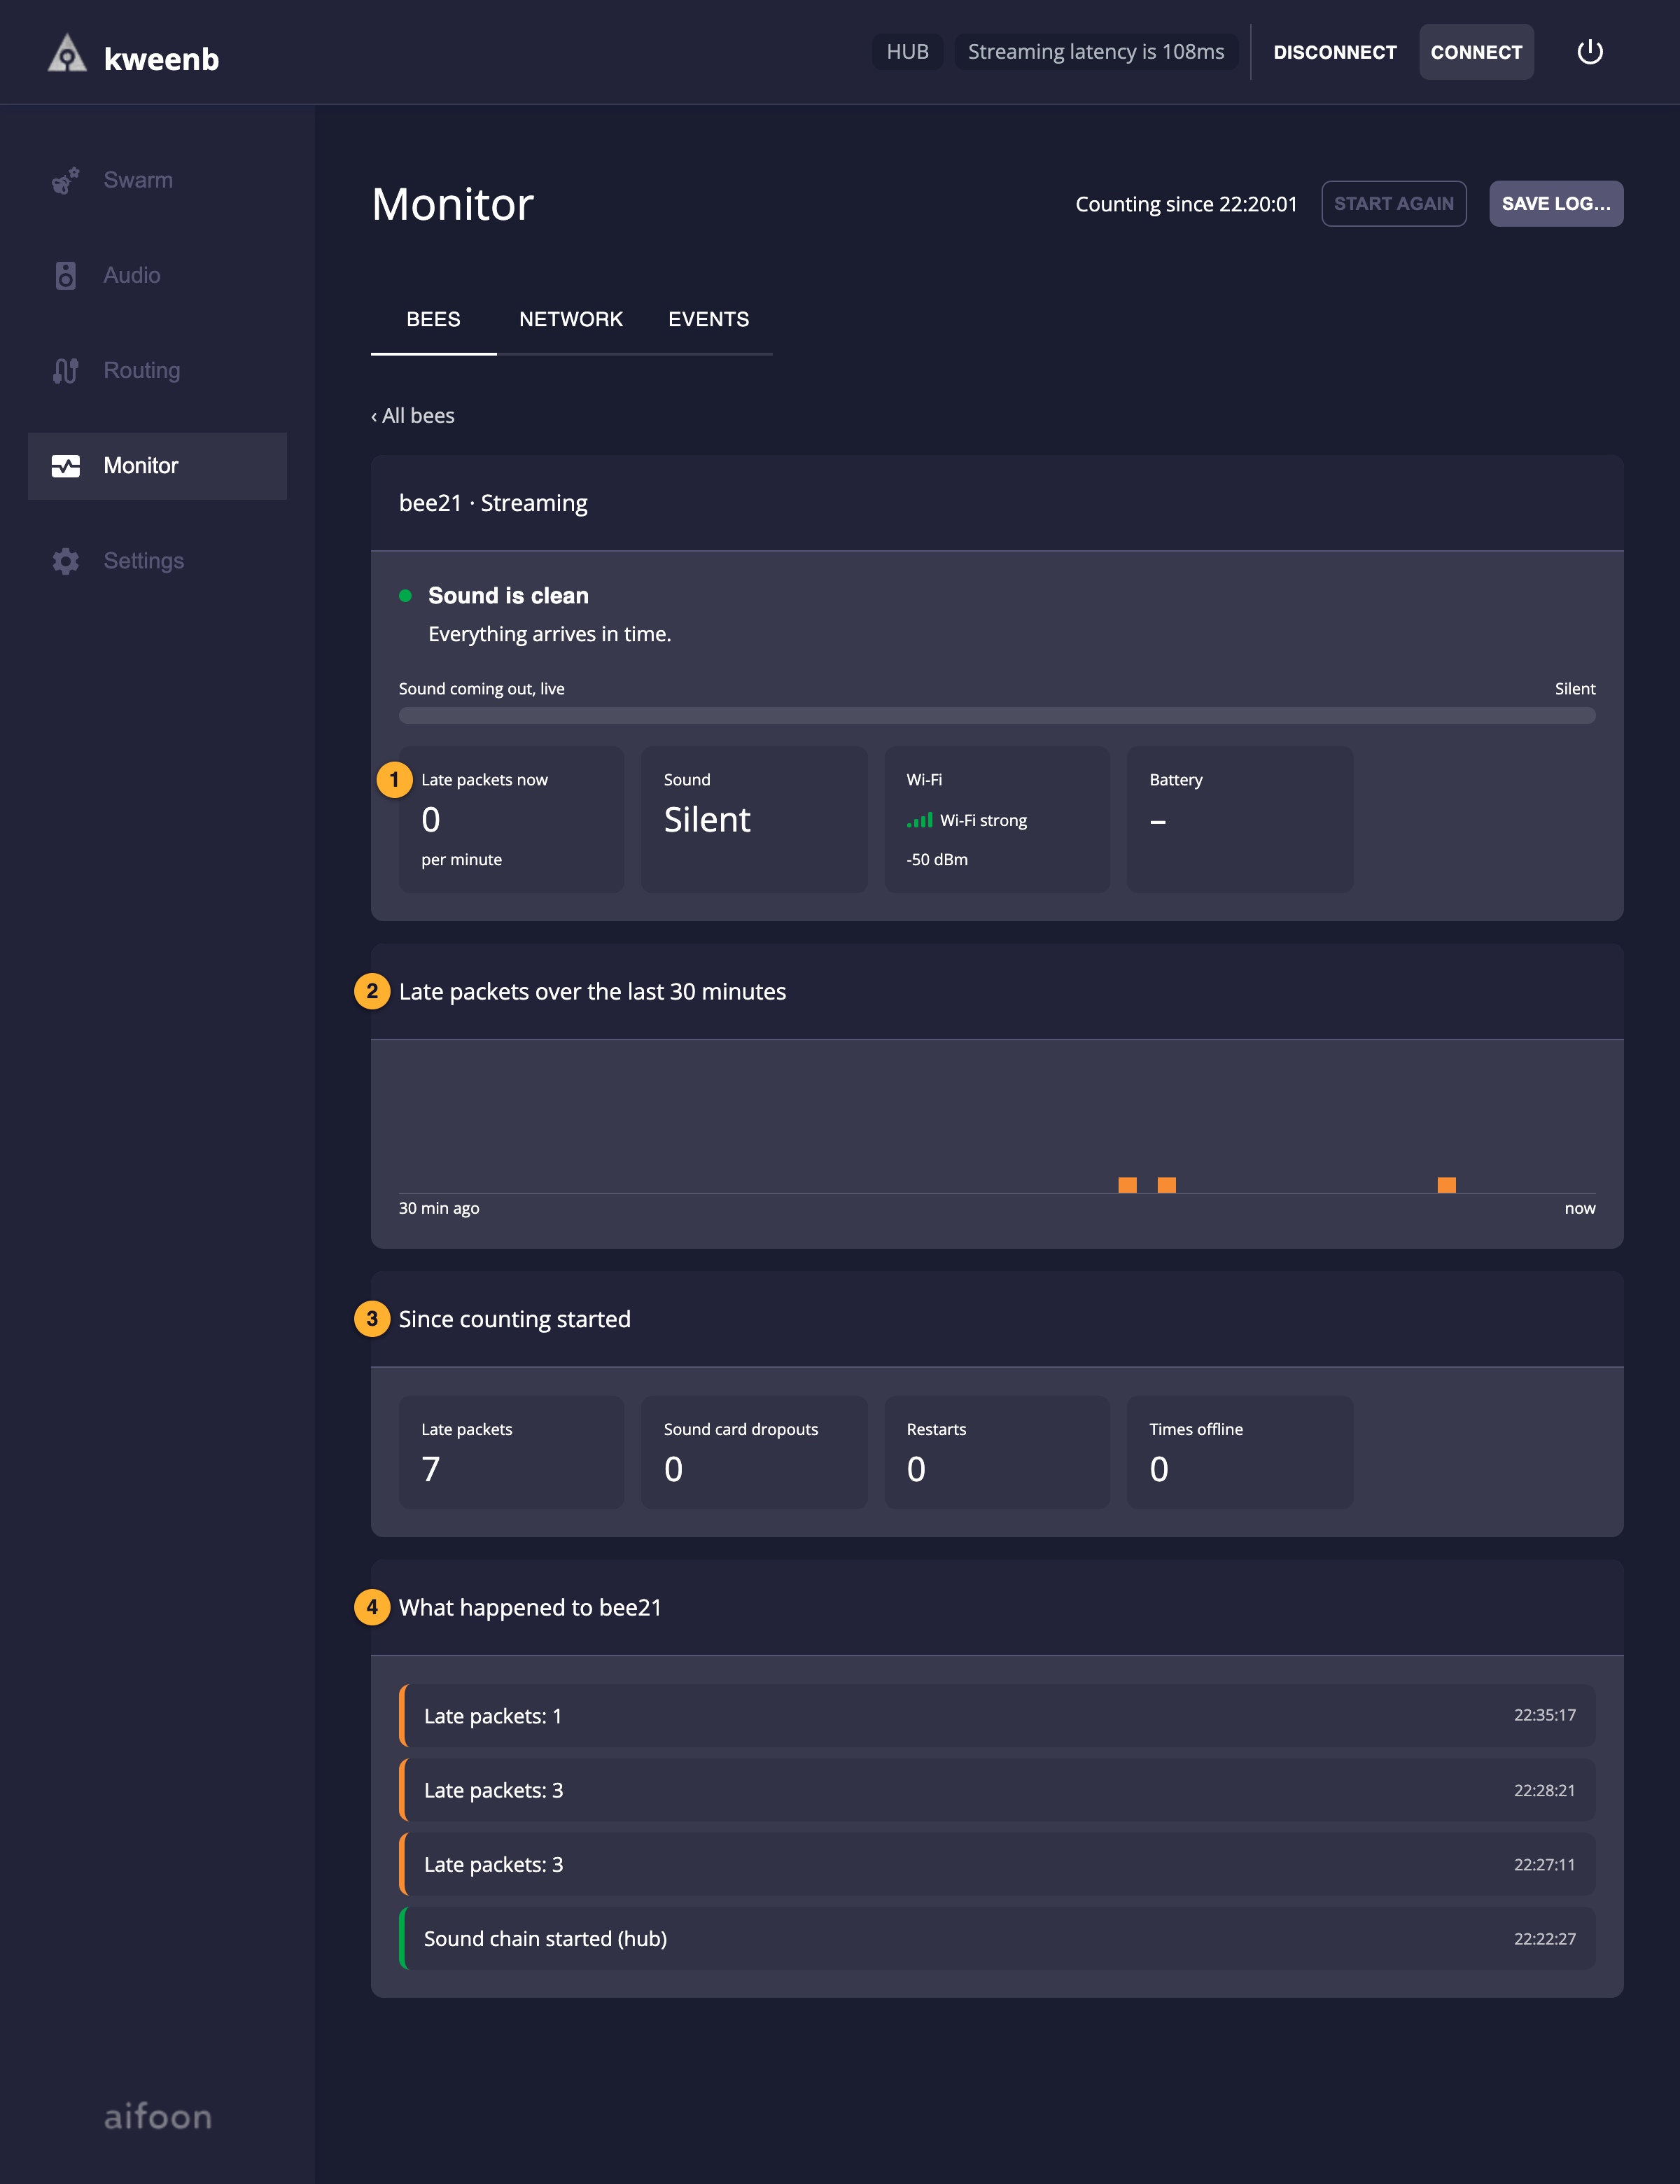 kweenb
HUB
Streaming latency is 108ms
DISCONNECT
CONNECT
Swarm
Audio
Routing
Monitor
Settings
aifoon
Monitor
Counting since 22:20:01
START AGAIN
SAVE LOG...
BEES
NETWORK
EVENTS
‹ All bees
bee21 · Streaming
Sound is clean
Everything arrives in time.
Sound coming out, live
Silent
1
Late packets now
0
per minute
Sound
Silent
Wi-Fi
Wi-Fi strong
-50 dBm
Battery
–
2
Late packets over the last 30 minutes
30 min ago
now
3
Since counting started
Late packets
7
Sound card dropouts
0
Restarts
0
Times offline
0
4
What happened to bee21
Late packets: 1
22:35:17
Late packets: 3
22:28:21
Late packets: 3
22:27:11
Sound chain started (hub)
22:22:27